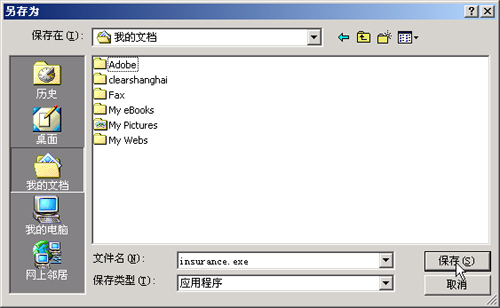 另存为
保存在(I):
我的文档
历史
桌面
我的文档
我的电脑
网上邻居
Adobe
clearshanghai
Fax
My eBooks
My Pictures
My Webs
文件名(N):
insurance.exe
保存(S)
保存类型(T):
应用程序
取消